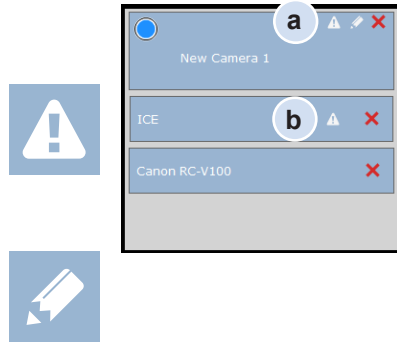 a
New Camera 1
ICE
b
Canon RC-V100